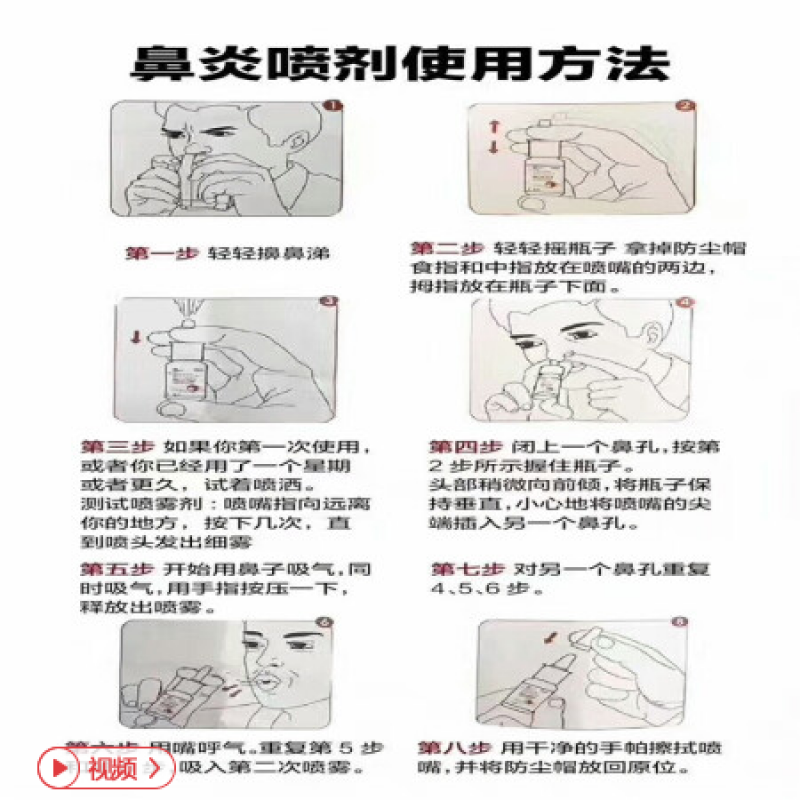 鼻炎喷剂使用方法
1
2
第一步 轻轻擤鼻涕
第二步 轻轻摇瓶子 拿掉防尘帽
食指和中指放在喷嘴的两边，
拇指放在瓶子下面。
3
4
第三步 如果你第一次使用，
或者你已经用了一个星期
或者更久，试着喷洒。
测试喷雾剂：喷嘴指向远离
你的地方，按下几次，直
到喷头发出细雾
第四步 闭上一个鼻孔，按第
2步所示握住瓶子。
头部稍微向前倾，将瓶子保
持垂直，小心地将喷嘴的尖
端插入另一个鼻孔。
第五步 开始用鼻子吸气，同
时吸气，用手指按压一下，
释放出喷雾。
第七步 对另一个鼻孔重复
4、5、6步。
6
8
第六步 用嘴呼气。重复第5步
吸入第二次喷雾。
第八步 用干净的手帕擦拭喷
嘴，并将防尘帽放回原位。
视频